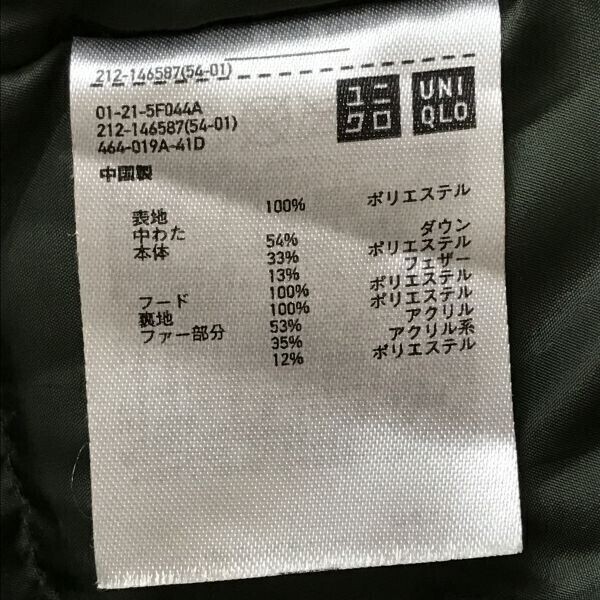 212-146587(54-01)
ユニ
クロ
UNI
QLO
01-21-5F044A
212-146587(54-01)
464-019A-41D
中国製
表地 100% ポリエステル
中わた
本体 54% ダウン
33% ポリエステル
13% フェザー
フード 100% ポリエステル
裏地 100% ポリエステル
ファー部分 53% アクリル
35% アクリル系
12% ポリエステル